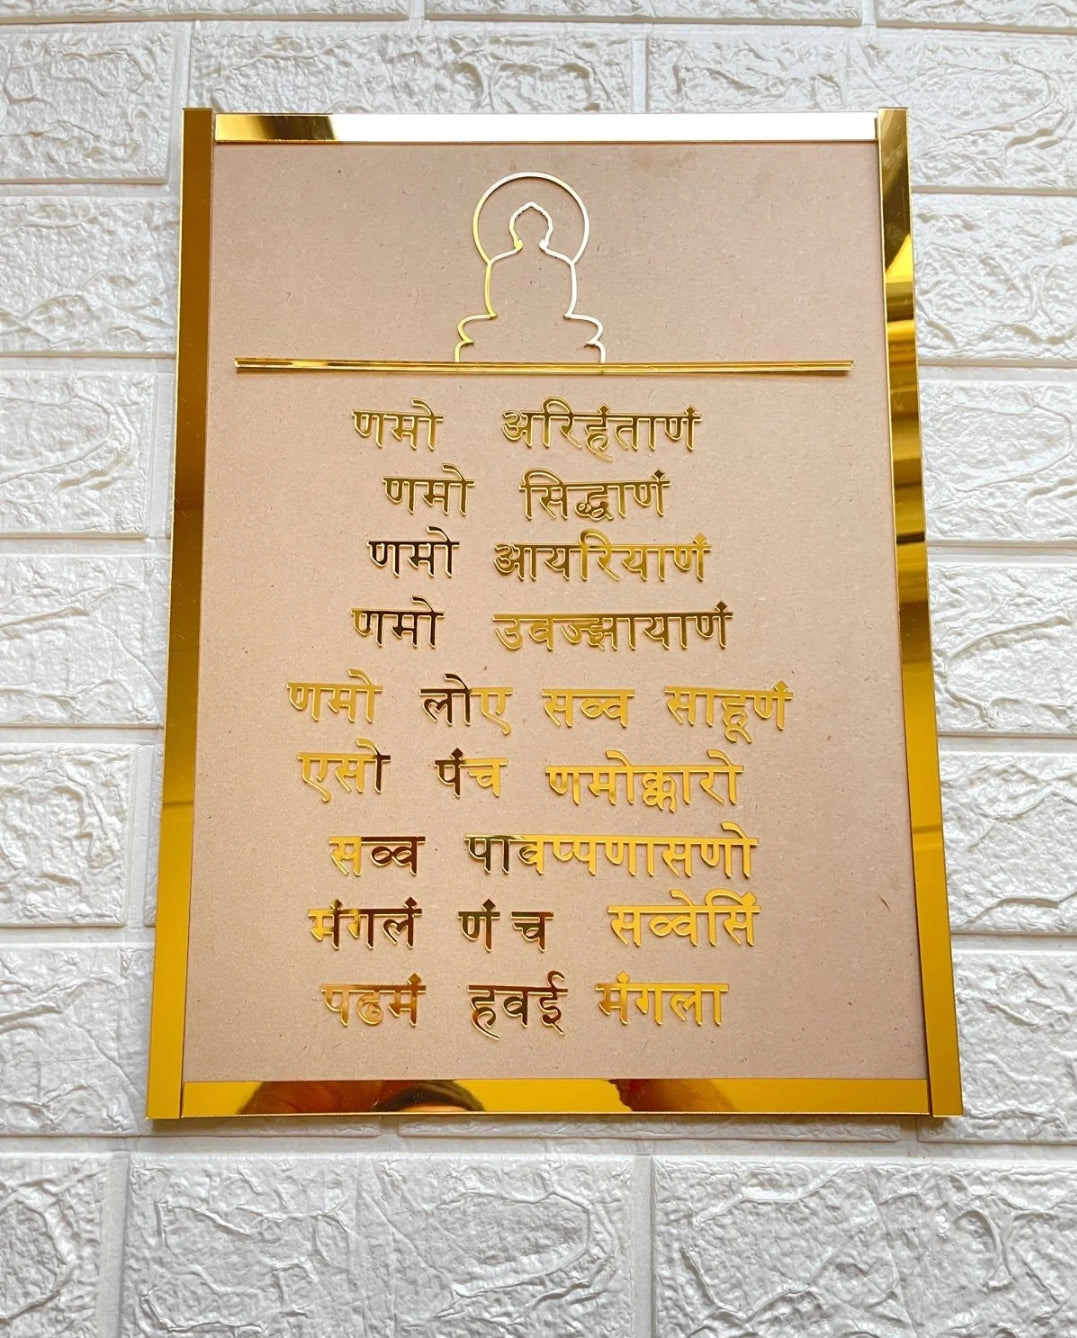 णमो अरिहंताणं
णमो सिद्धाणं
णमो आयरियाणं
णमो उवज्झायाणं
णमो लोए सव्व साहूणं
एसो पंच णमोक्कारो
सव्व पावप्पणासणो
मंगलं णं च सव्वेसिं
पढमं हवई मंगला